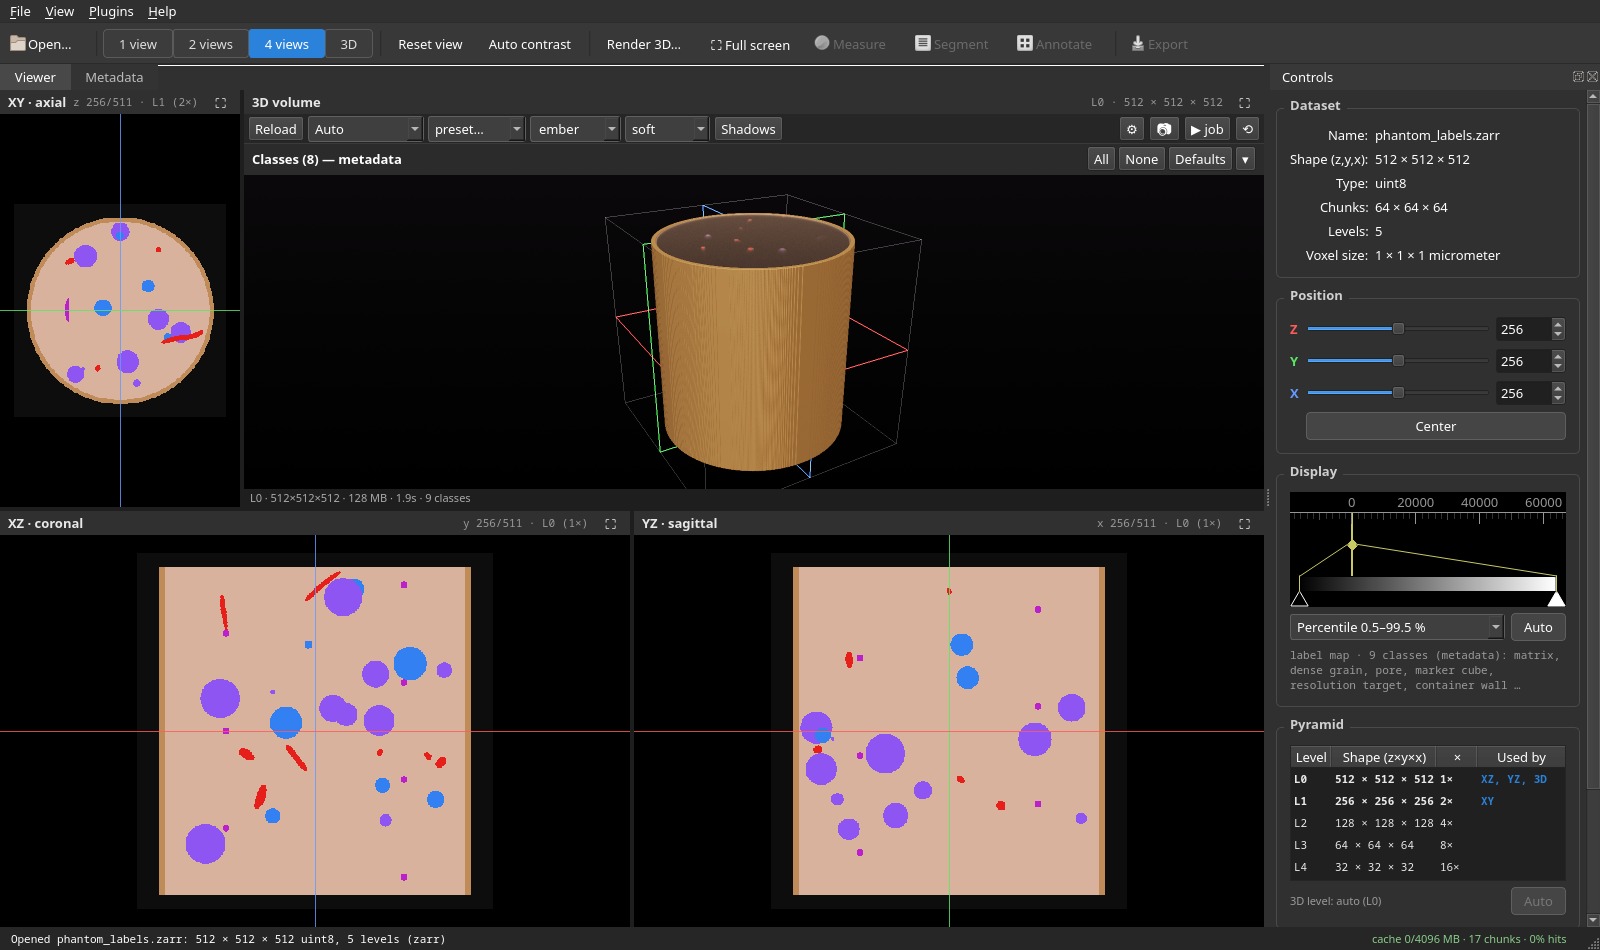 File View Plugins Help
Open... 1 view 2 views 4 views 3D Reset view Auto contrast Render 3D... Full screen Measure Segment Annotate Export
Viewer Metadata
Controls
XY · axial z 256/511 · L1 (2×)
3D volume L0 · 512 × 512 × 512
Reload Auto preset... ember soft Shadows ▶ job
Classes (8) — metadata All None Defaults ▾
L0 · 512×512×512 · 128 MB · 1.9s · 9 classes
XZ · coronal y 256/511 · L0 (1×)
YZ · sagittal x 256/511 · L0 (1×)
Dataset
Name: phantom_labels.zarr
Shape (z,y,x): 512 × 512 × 512
Type: uint8
Chunks: 64 × 64 × 64
Levels: 5
Voxel size: 1 × 1 × 1 micrometer
Position
Z 256
Y 256
X 256
Center
Display
0 20000 40000 60000
Percentile 0.5–99.5 % Auto
label map · 9 classes (metadata): matrix,
dense grain, pore, marker cube,
resolution target, container wall …
Pyramid
Level Shape (z×y×x) × Used by
L0 512 × 512 × 512 1× XZ, YZ, 3D
L1 256 × 256 × 256 2× XY
L2 128 × 128 × 128 4×
L3 64 × 64 × 64 8×
L4 32 × 32 × 32 16×
3D level: auto (L0) Auto
Opened phantom_labels.zarr: 512 × 512 × 512 uint8, 5 levels (zarr)
cache 0/4096 MB · 17 chunks · 0% hits